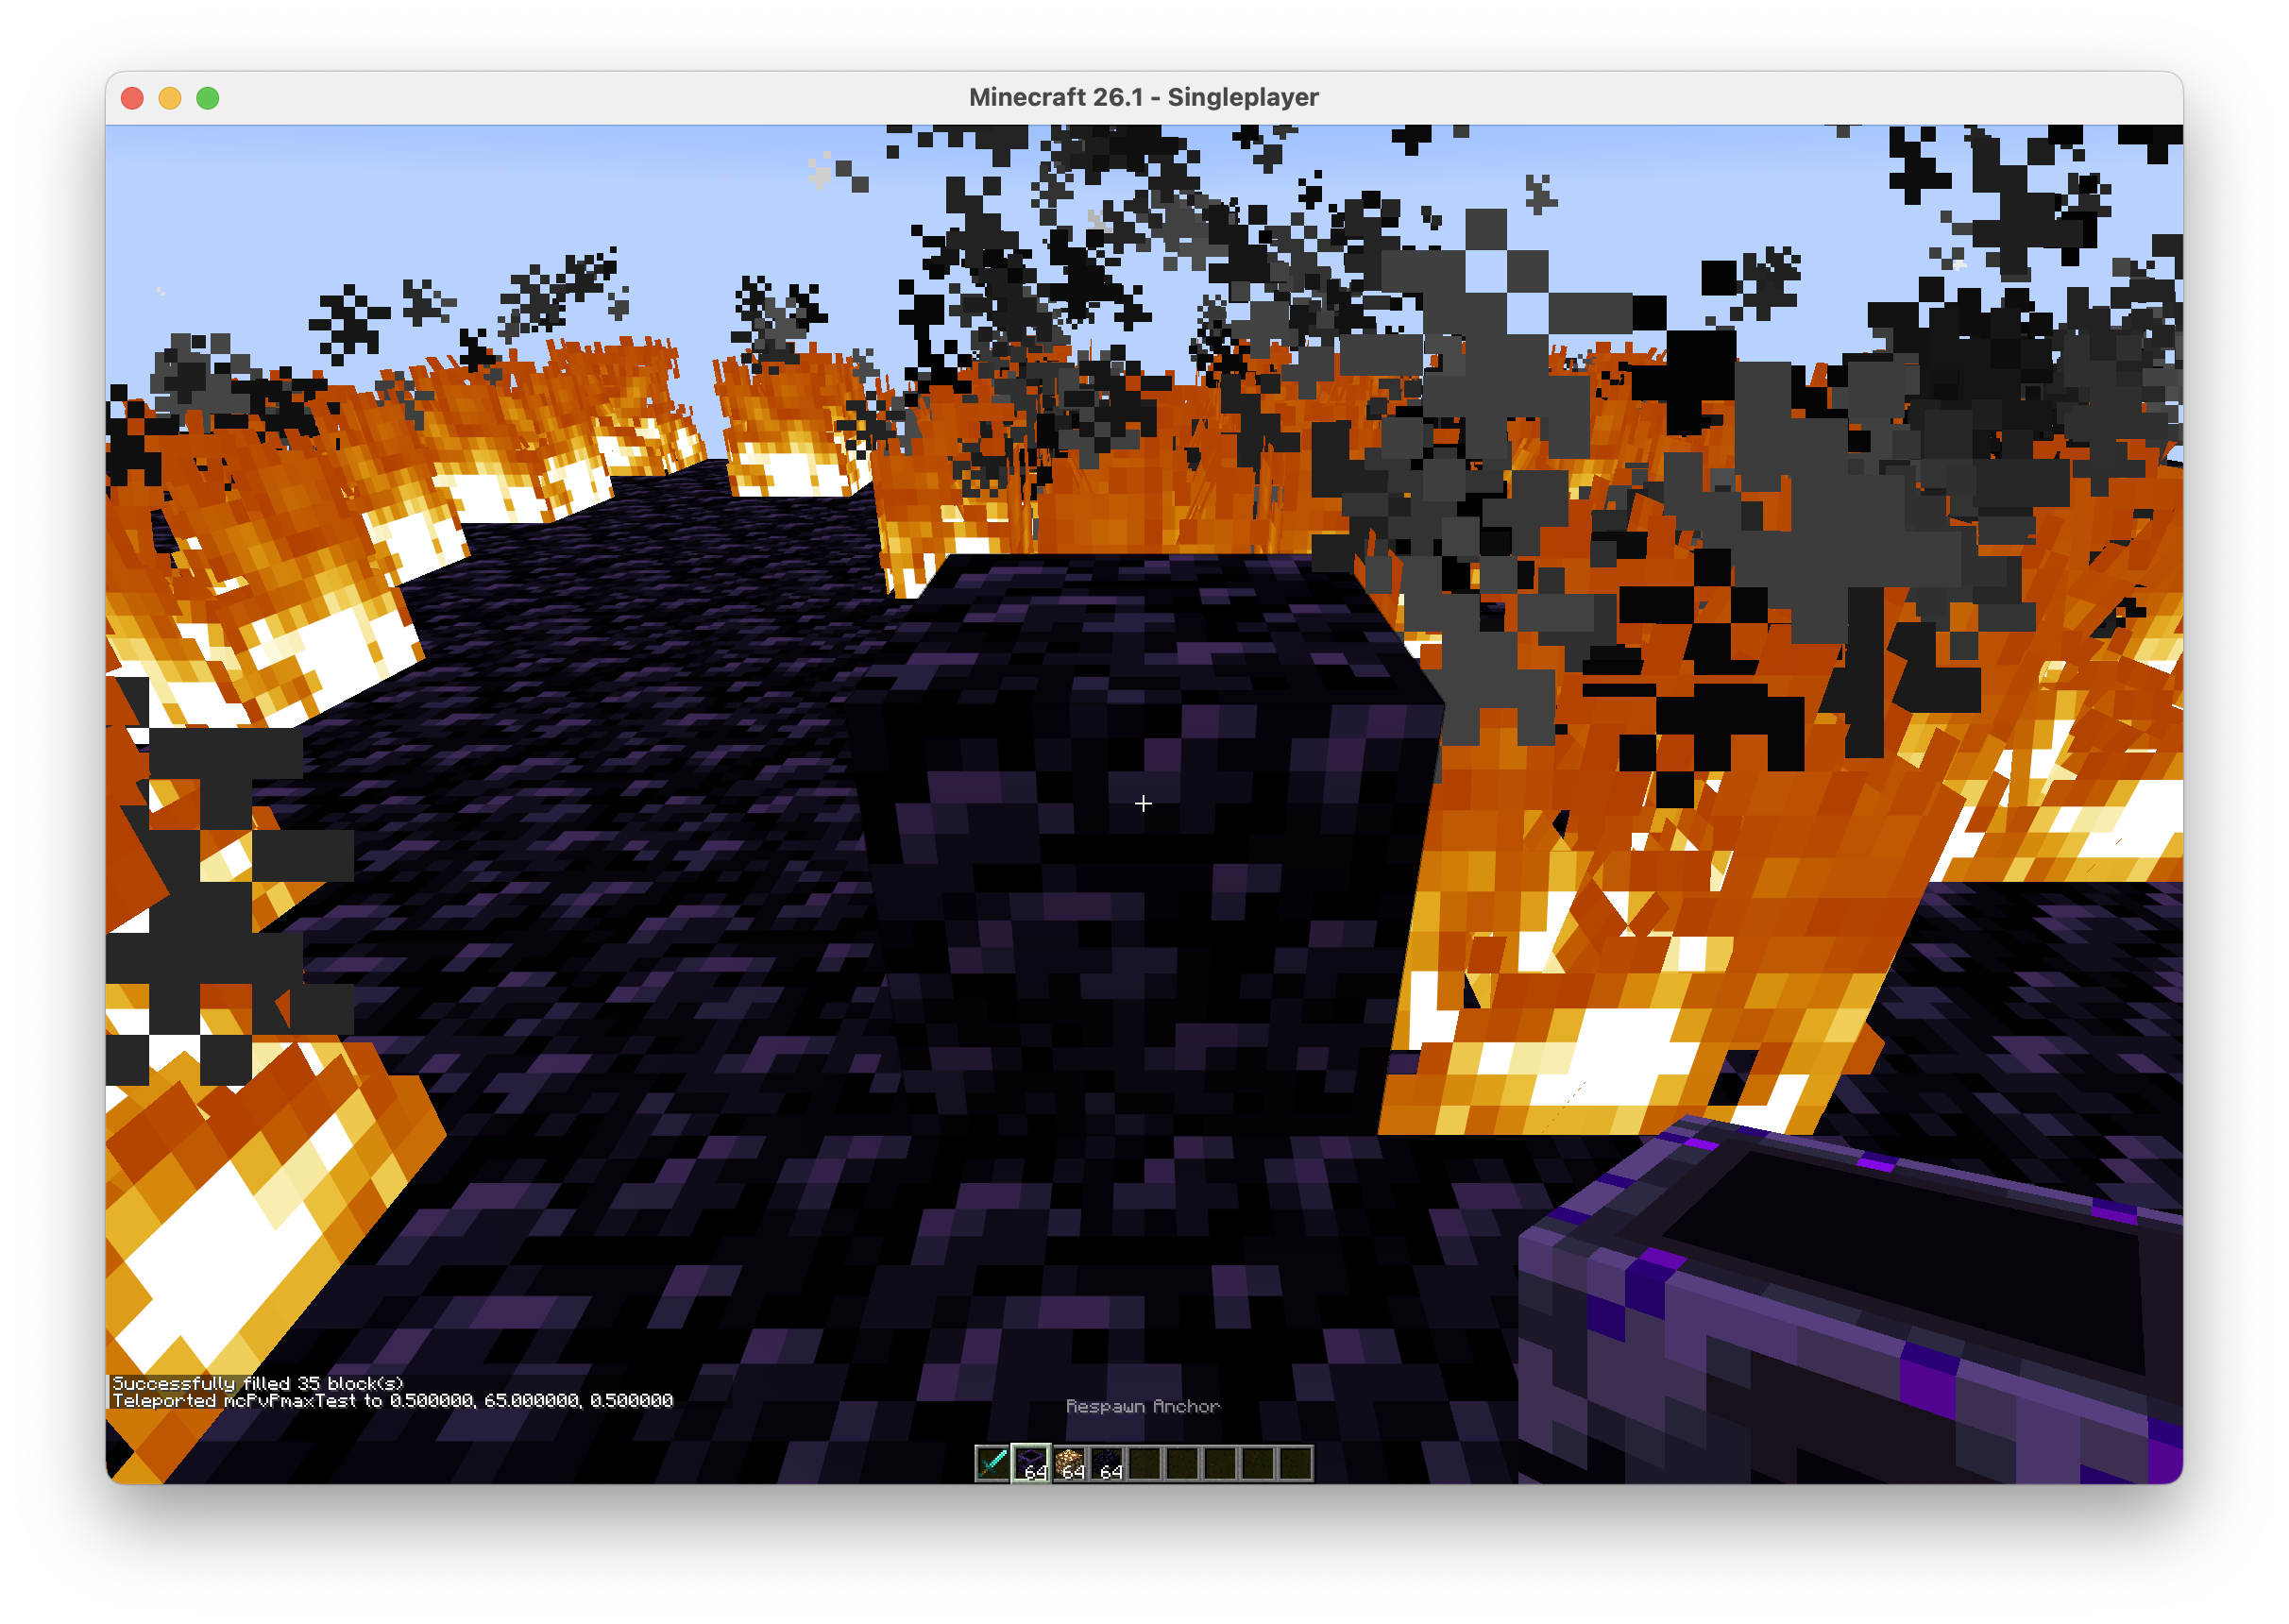 Minecraft 26.1 - Singleplayer
Successfully filled 35 block(s)
Teleported mcPvPmaxTest to 0.500000, 65.000000, 0.500000
Respawn Anchor
64 64 64